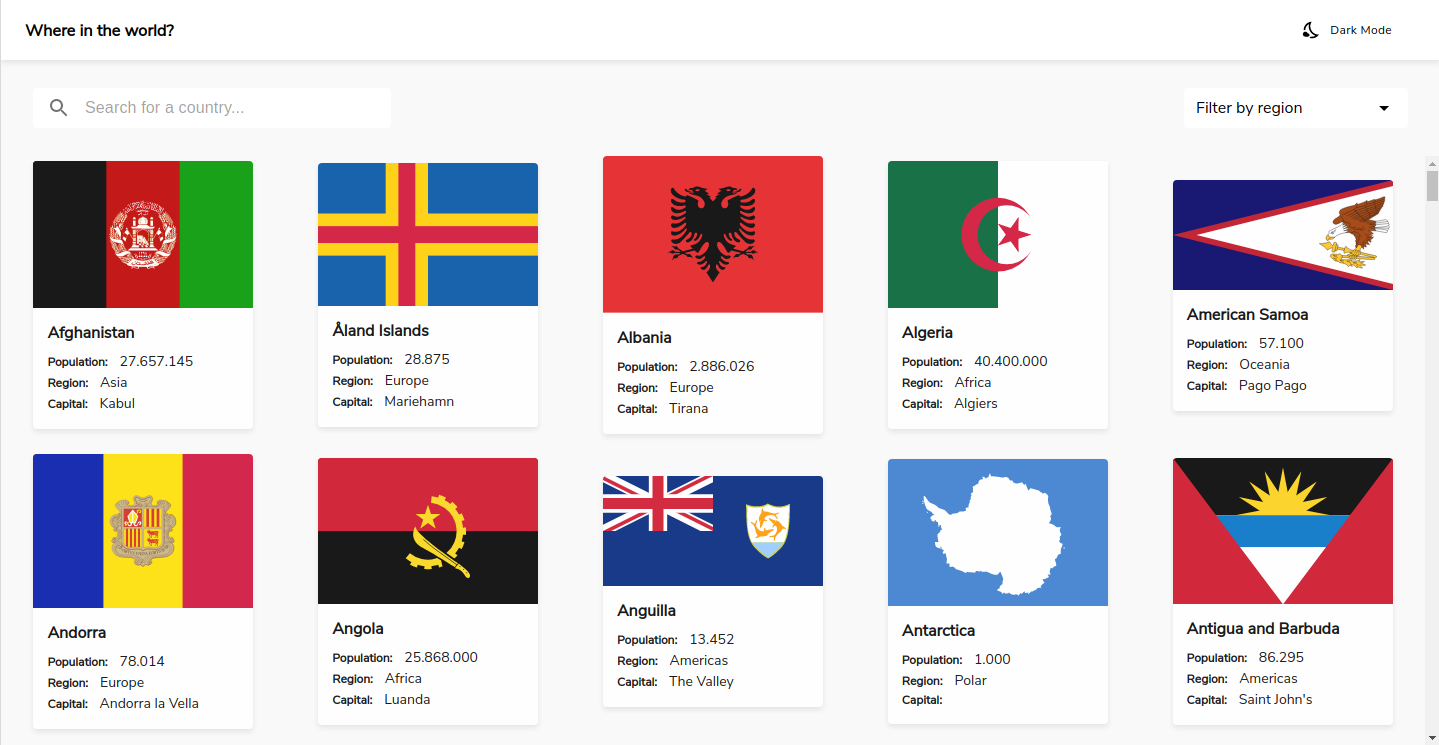 Where in the world?
Dark Mode
Search for a country...
Filter by region
Afghanistan
Population: 27.657.145
Region: Asia
Capital: Kabul
Åland Islands
Population: 28.875
Region: Europe
Capital: Mariehamn
Albania
Population: 2.886.026
Region: Europe
Capital: Tirana
Algeria
Population: 40.400.000
Region: Africa
Capital: Algiers
American Samoa
Population: 57.100
Region: Oceania
Capital: Pago Pago
Andorra
Population: 78.014
Region: Europe
Capital: Andorra la Vella
Angola
Population: 25.868.000
Region: Africa
Capital: Luanda
Anguilla
Population: 13.452
Region: Americas
Capital: The Valley
Antarctica
Population: 1.000
Region: Polar
Capital:
Antigua and Barbuda
Population: 86.295
Region: Americas
Capital: Saint John's